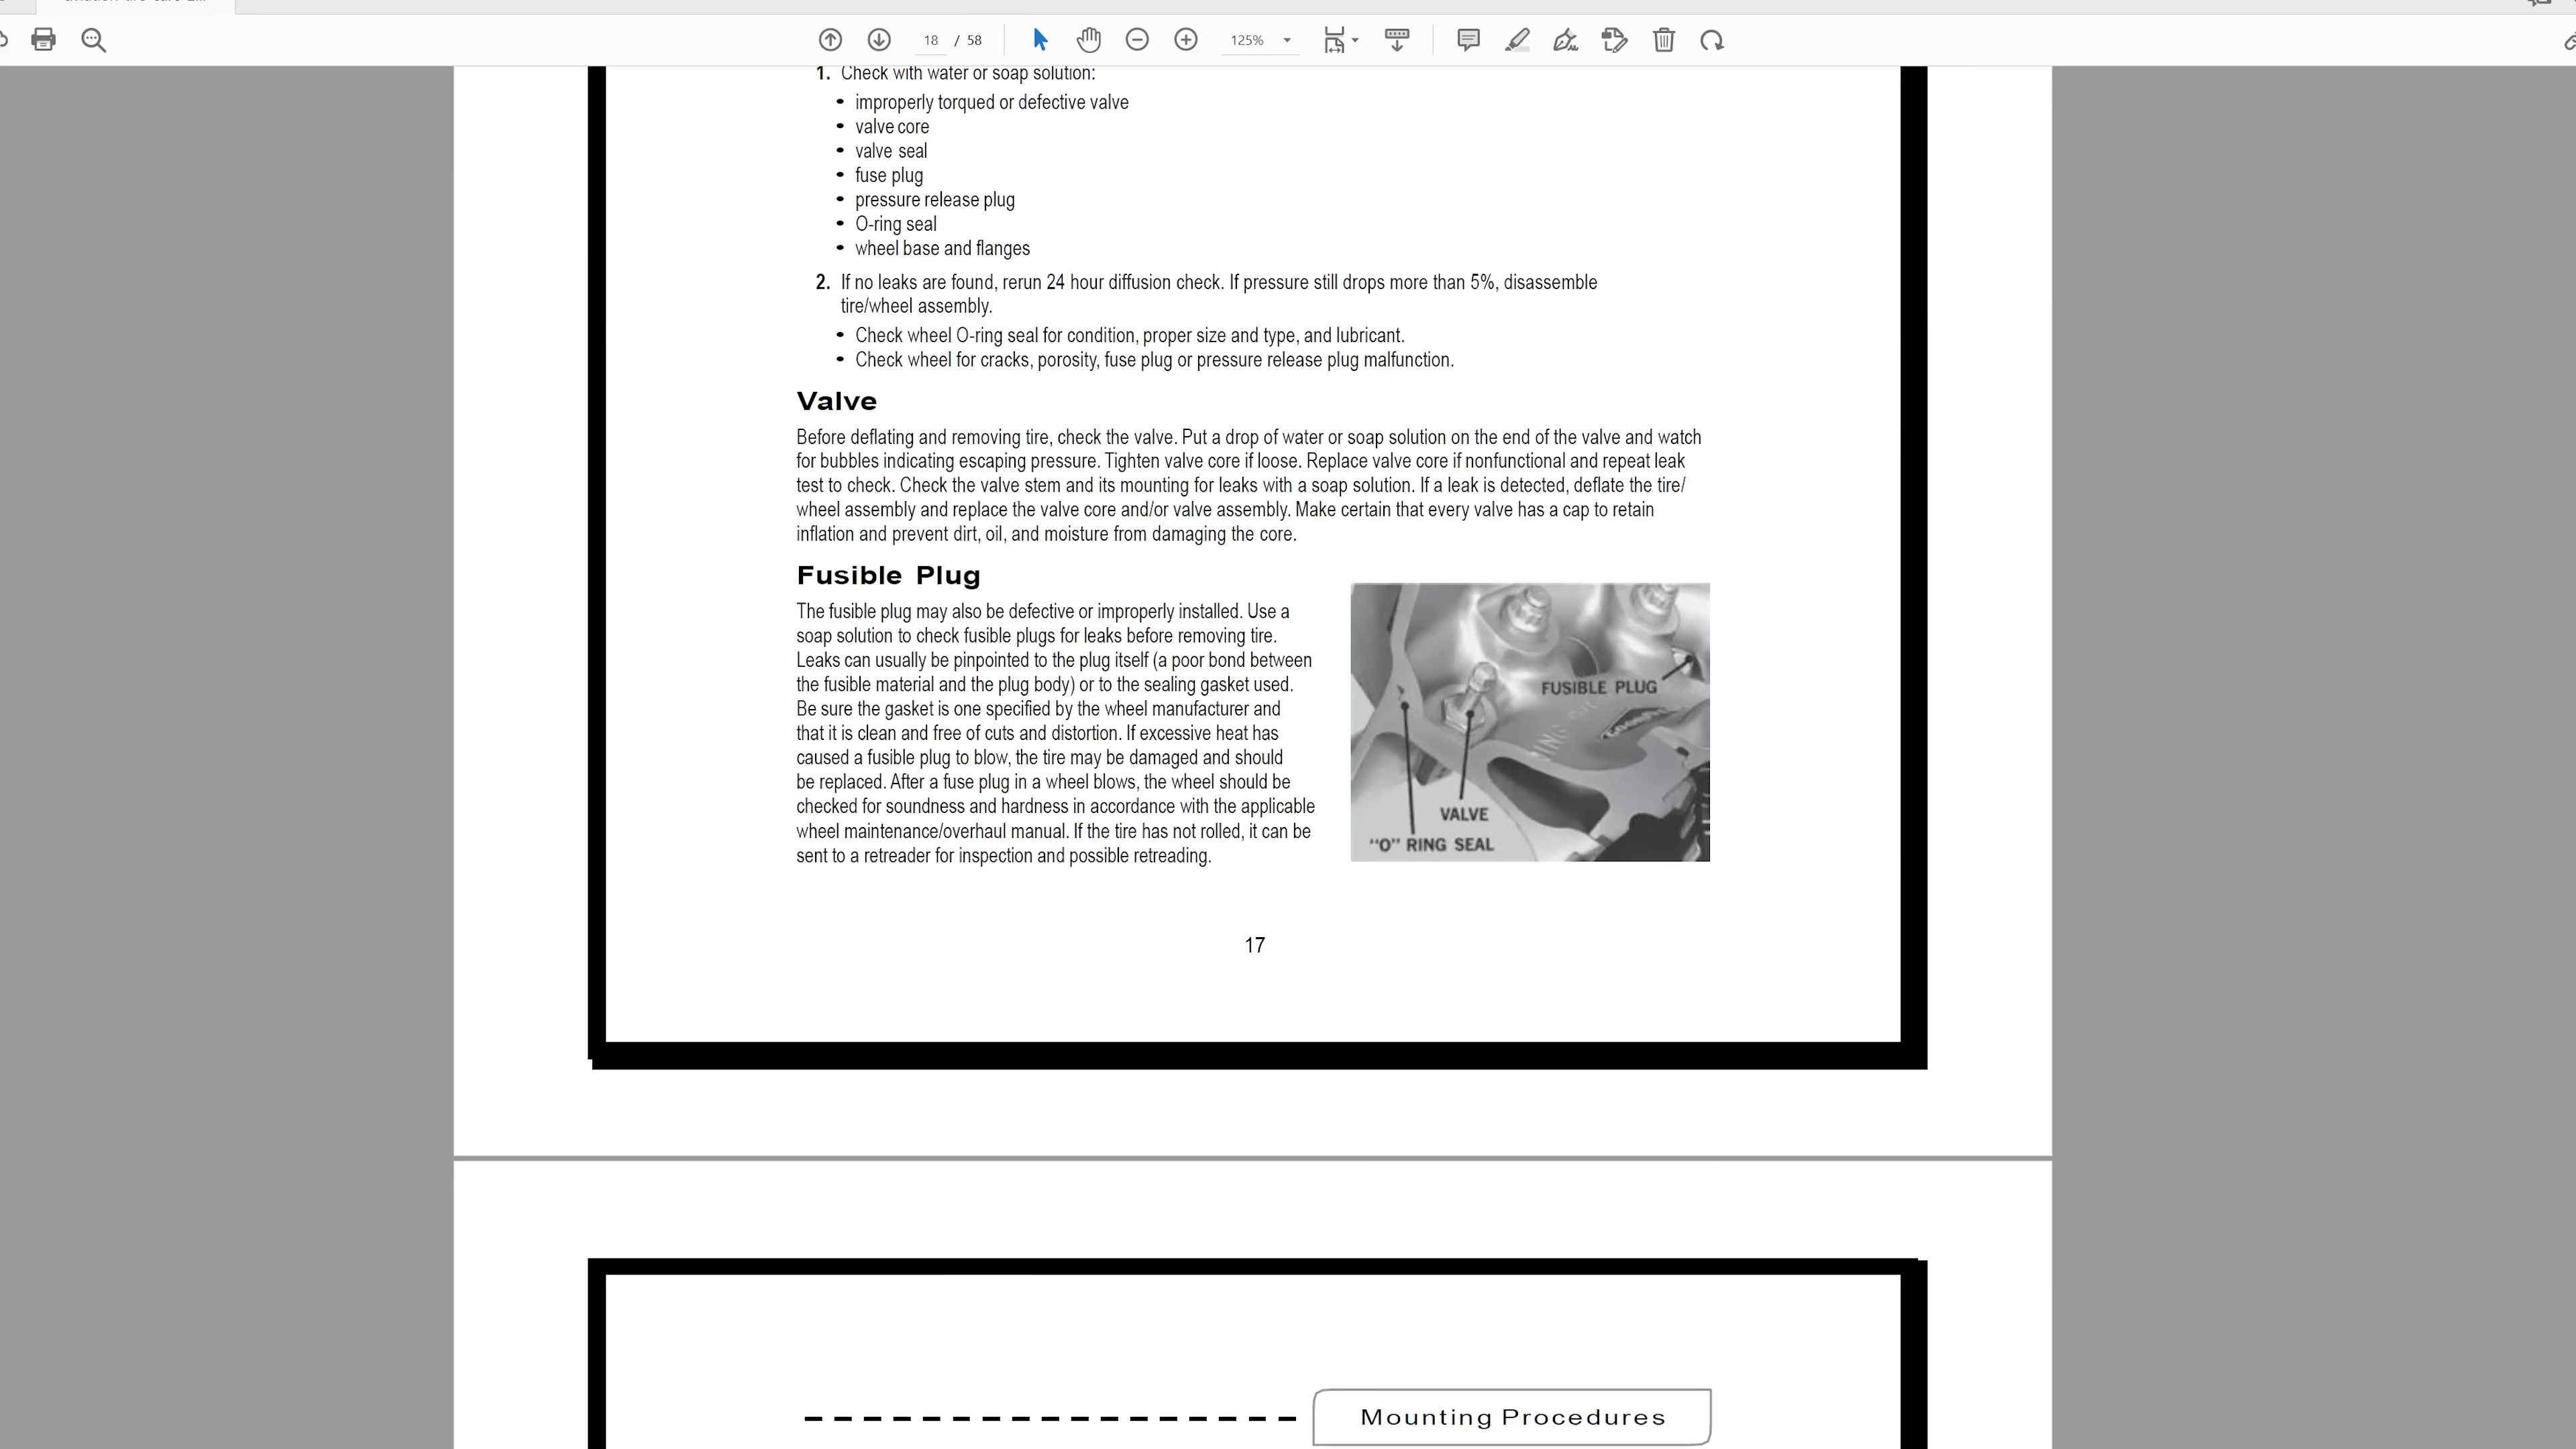 18 / 58
125%
1. Check with water or soap solution:
• improperly torqued or defective valve
• valve core
• valve seal
• fuse plug
• pressure release plug
• O-ring seal
• wheel base and flanges
2. If no leaks are found, rerun 24 hour diffusion check. If pressure still drops more than 5%, disassemble
tire/wheel assembly.
• Check wheel O-ring seal for condition, proper size and type, and lubricant.
• Check wheel for cracks, porosity, fuse plug or pressure release plug malfunction.
Valve
Before deflating and removing tire, check the valve. Put a drop of water or soap solution on the end of the valve and watch
for bubbles indicating escaping pressure. Tighten valve core if loose. Replace valve core if nonfunctional and repeat leak
test to check. Check the valve stem and its mounting for leaks with a soap solution. If a leak is detected, deflate the tire/
wheel assembly and replace the valve core and/or valve assembly. Make certain that every valve has a cap to retain
inflation and prevent dirt, oil, and moisture from damaging the core.
Fusible Plug
The fusible plug may also be defective or improperly installed. Use a
soap solution to check fusible plugs for leaks before removing tire.
Leaks can usually be pinpointed to the plug itself (a poor bond between
the fusible material and the plug body) or to the sealing gasket used.
Be sure the gasket is one specified by the wheel manufacturer and
that it is clean and free of cuts and distortion. If excessive heat has
caused a fusible plug to blow, the tire may be damaged and should
be replaced. After a fuse plug in a wheel blows, the wheel should be
checked for soundness and hardness in accordance with the applicable
wheel maintenance/overhaul manual. If the tire has not rolled, it can be
sent to a retreader for inspection and possible retreading.
FUSIBLE PLUG
VALVE
"O" RING SEAL
17
Mounting Procedures